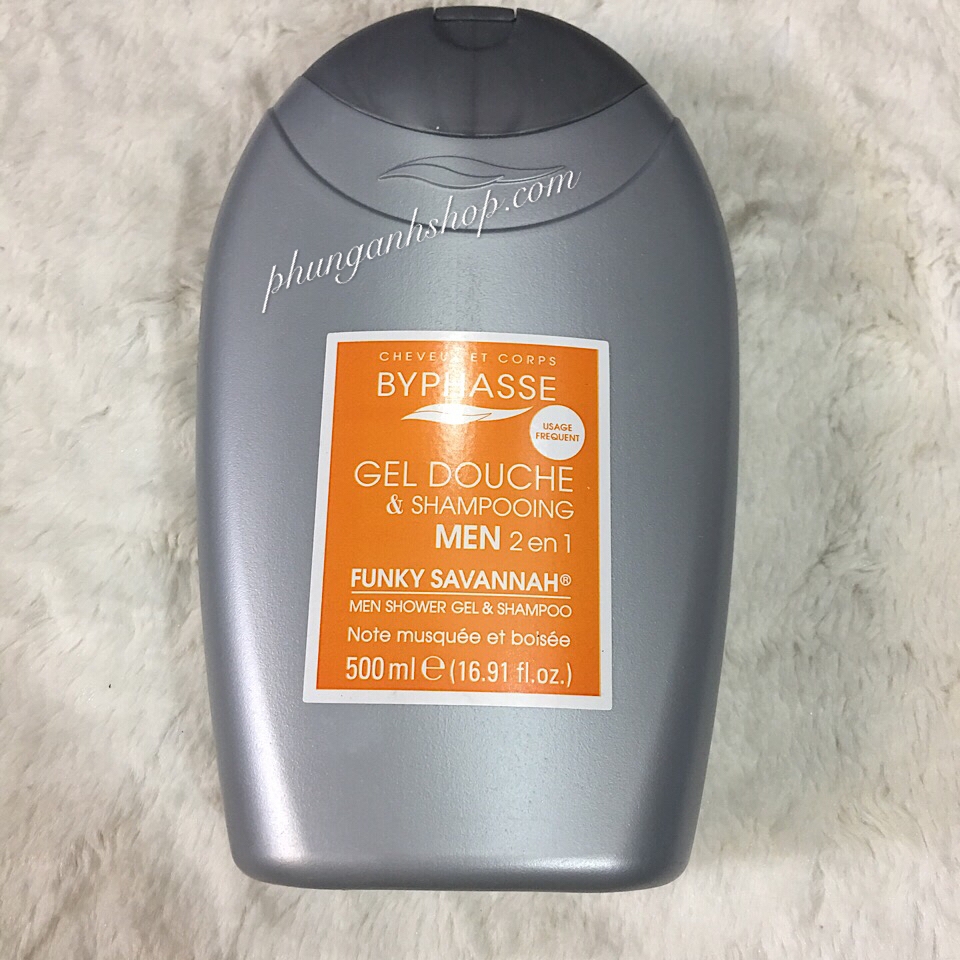 phunganhshop.com
CHEVEUX ET CORPS
BYPHASSE
USAGE
FREQUENT
GEL DOUCHE
& SHAMPOOING
MEN 2 en 1
FUNKY SAVANNAH®
MEN SHOWER GEL & SHAMPOO
Note musquée et boisée
500 ml ℮ (16.91 fl.oz.)